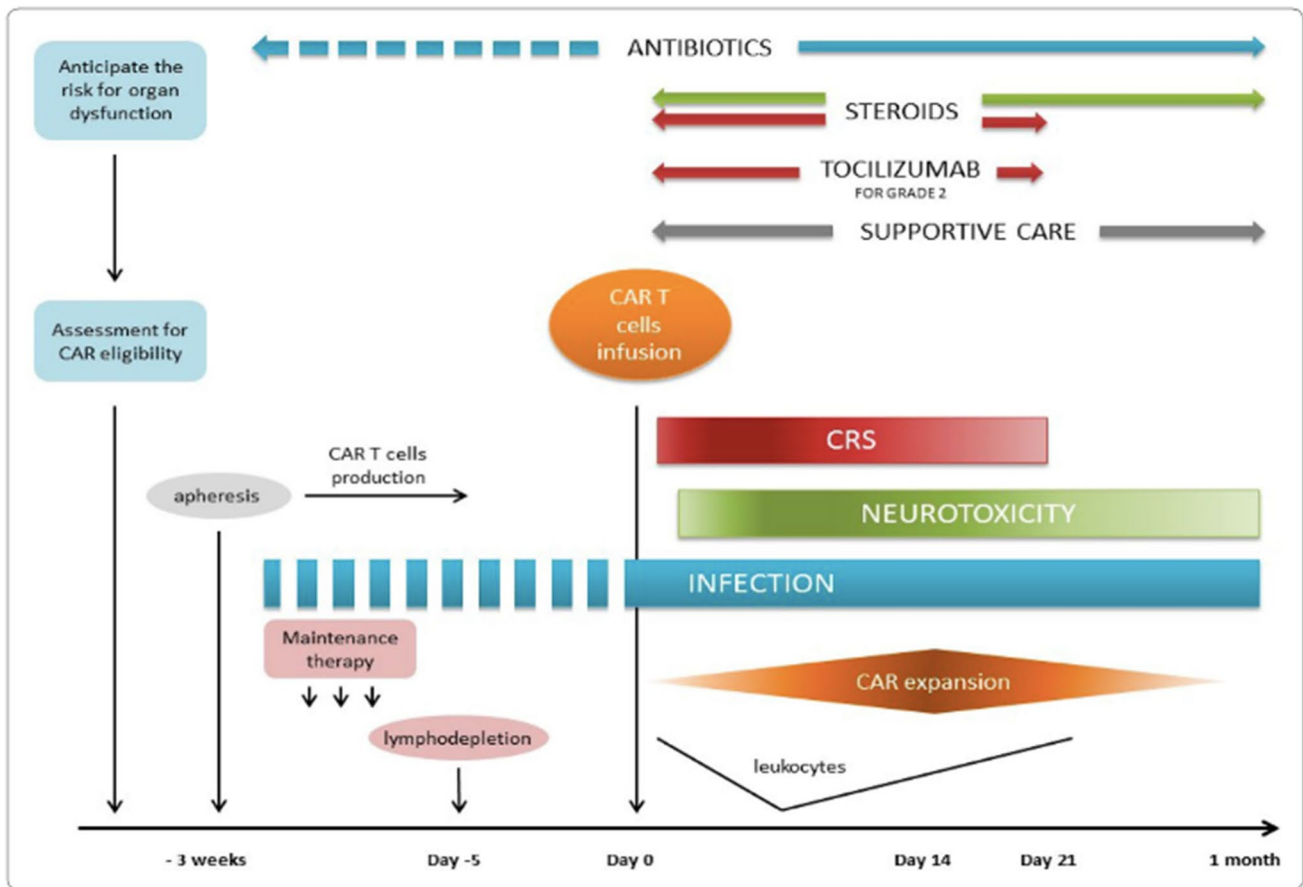 Anticipate the
risk for organ
dysfunction
ANTIBIOTICS
STEROIDS
TOCILIZUMAB
FOR GRADE 2
SUPPORTIVE CARE
Assessment for
CAR eligibility
CAR T
cells
infusion
CRS
CAR T cells
production
apheresis
NEUROTOXICITY
INFECTION
Maintenance
therapy
CAR expansion
lymphodepletion
leukocytes
- 3 weeks
Day -5
Day 0
Day 14
Day 21
1 month